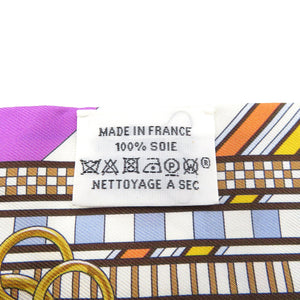 MADE IN FRANCE
100% SOIE
P W ®
NETTOYAGE A SEC